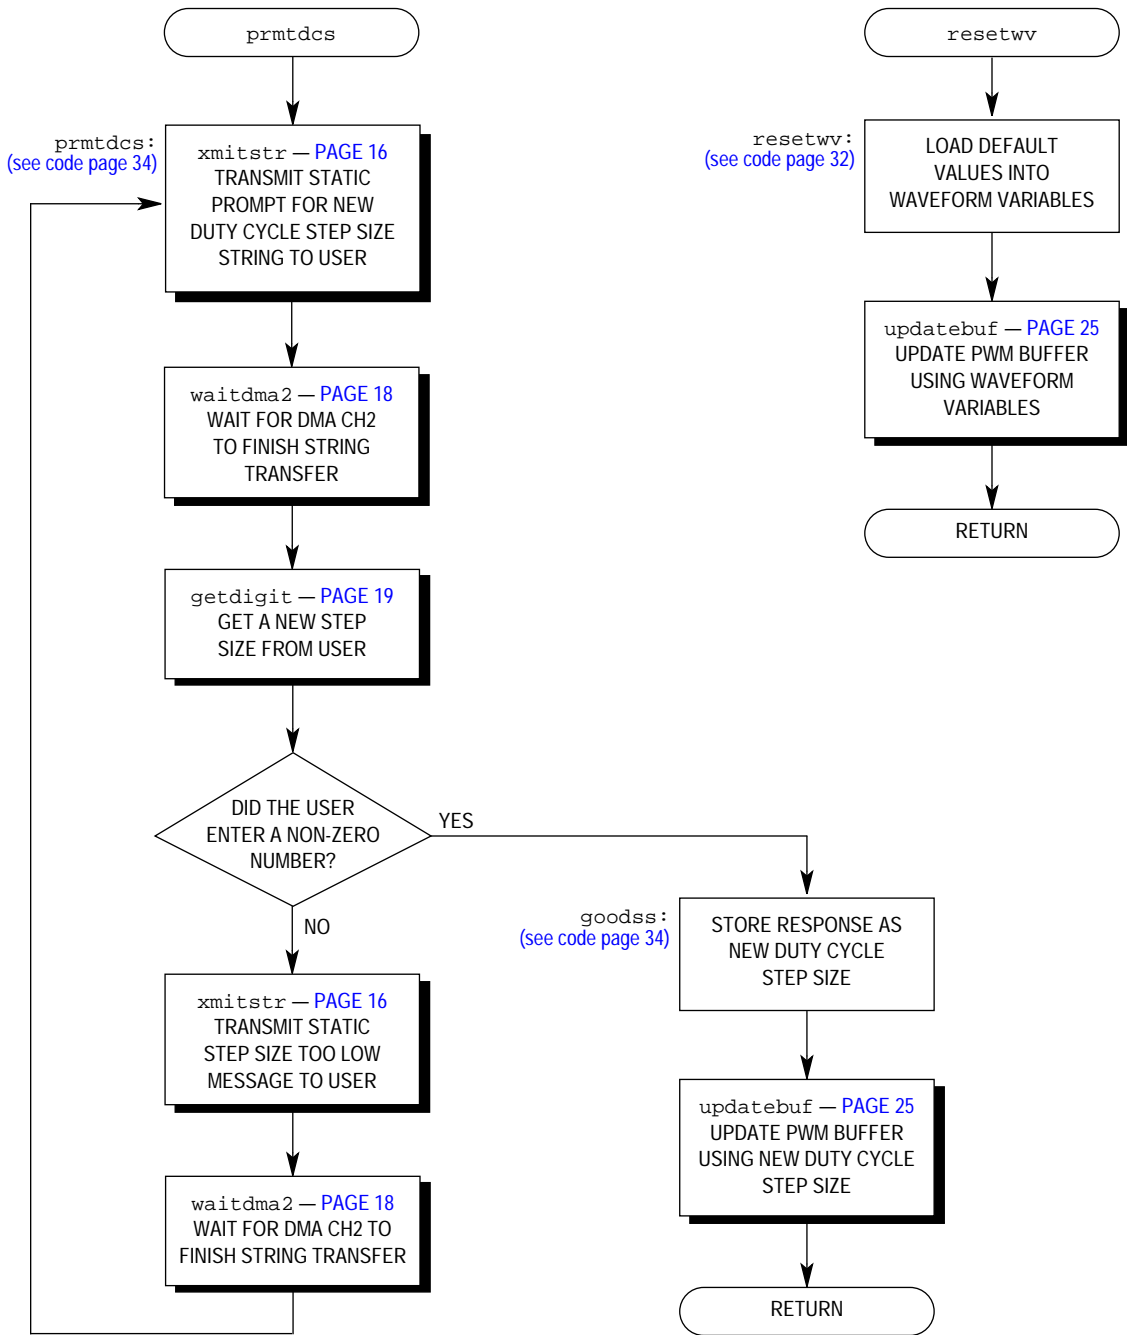 prmtdcs
prmtdcs:
(see code page 34)
xmitstr — PAGE 16
TRANSMIT STATIC
PROMPT FOR NEW
DUTY CYCLE STEP SIZE
STRING TO USER
waitdma2 — PAGE 18
WAIT FOR DMA CH2
TO FINISH STRING
TRANSFER
getdigit — PAGE 19
GET A NEW STEP
SIZE FROM USER
DID THE USER
ENTER A NON-ZERO
NUMBER?
YES
NO
xmitstr — PAGE 16
TRANSMIT STATIC
STEP SIZE TOO LOW
MESSAGE TO USER
waitdma2 — PAGE 18
WAIT FOR DMA CH2 TO
FINISH STRING TRANSFER
goodss:
(see code page 34)
STORE RESPONSE AS
NEW DUTY CYCLE
STEP SIZE
updatebuf — PAGE 25
UPDATE PWM BUFFER
USING NEW DUTY CYCLE
STEP SIZE
RETURN
resetwv
resetwv:
(see code page 32)
LOAD DEFAULT
VALUES INTO
WAVEFORM VARIABLES
updatebuf — PAGE 25
UPDATE PWM BUFFER
USING WAVEFORM
VARIABLES
RETURN